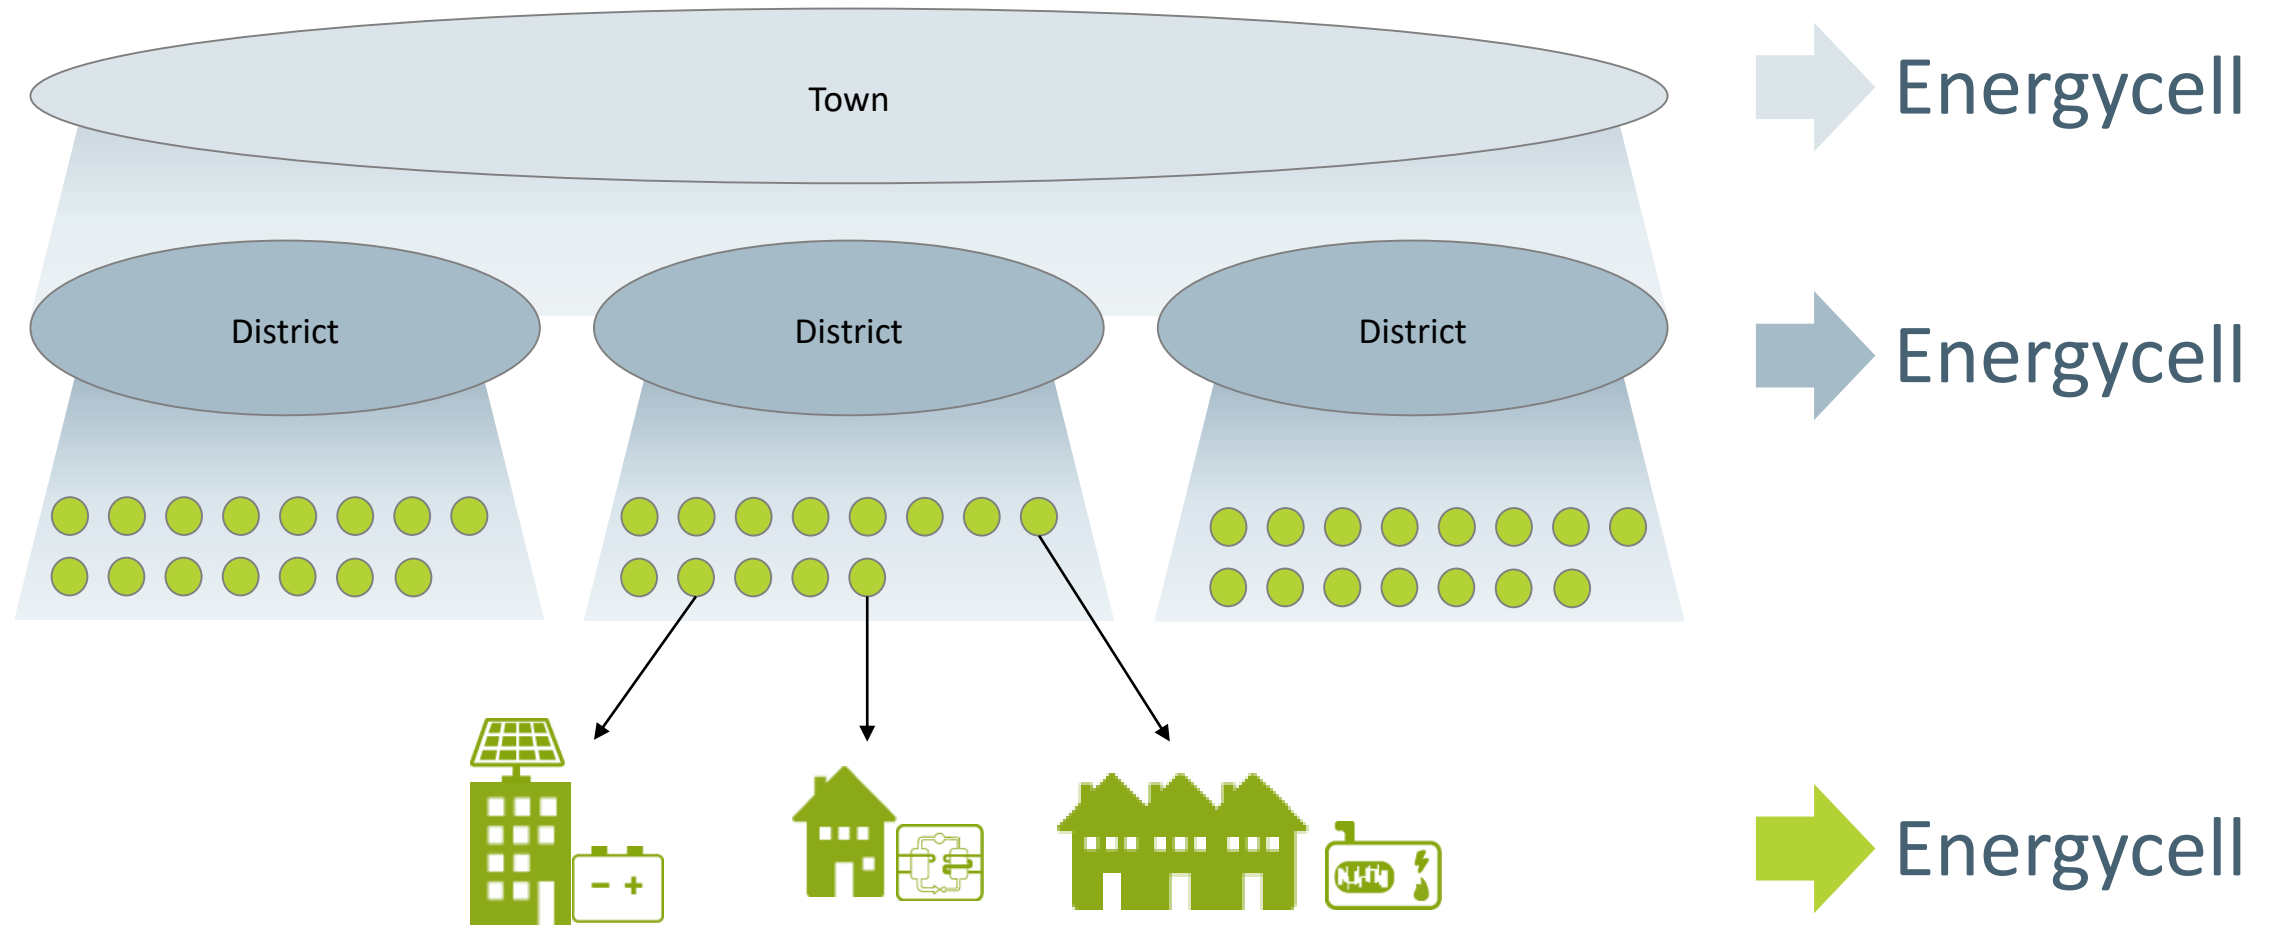 Town
Energycell
District
District
District
Energycell
Energycell